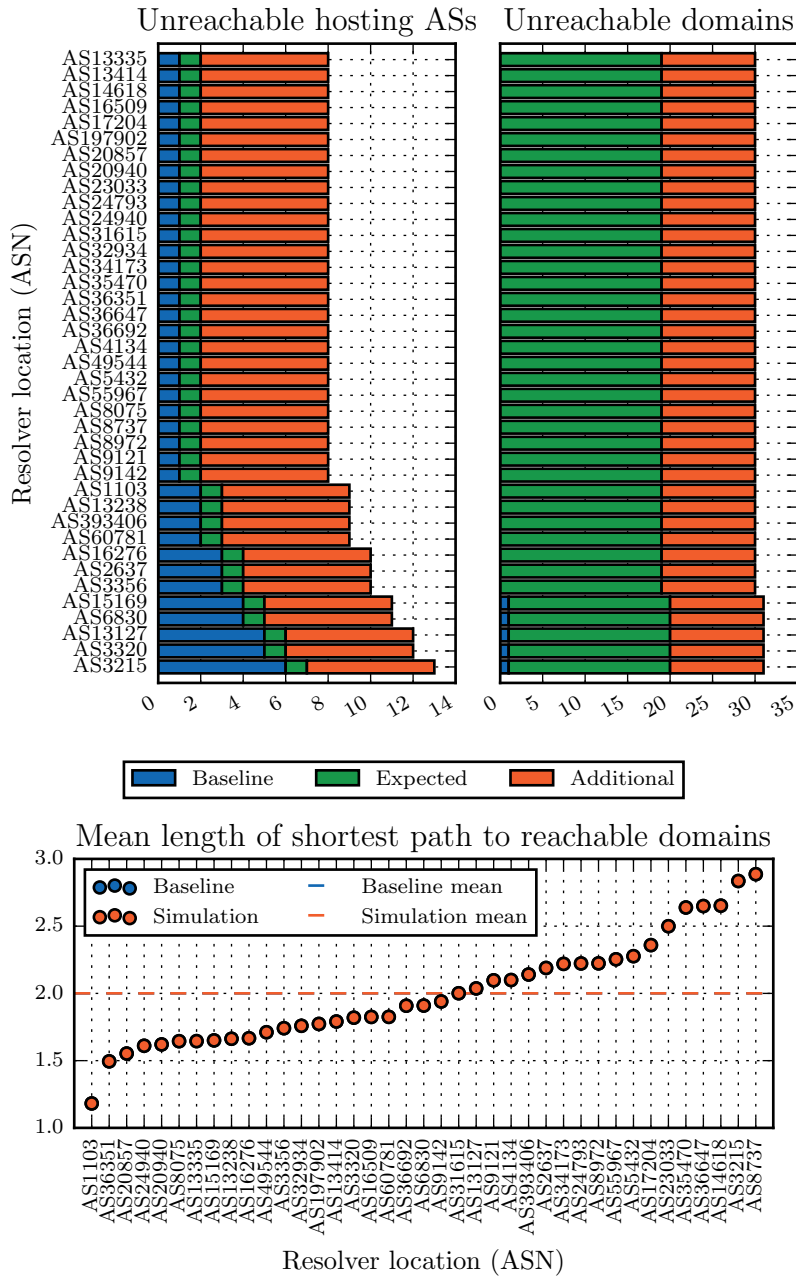 Unreachable hosting ASs
Unreachable domains
Resolver location (ASN)
AS13335
AS13414
AS14618
AS16509
AS17204
AS197902
AS20857
AS20940
AS23033
AS24793
AS24940
AS31615
AS32934
AS34173
AS35470
AS36351
AS36647
AS36692
AS4134
AS49544
AS5432
AS55967
AS8075
AS8737
AS8972
AS9121
AS9142
AS1103
AS13238
AS393406
AS60781
AS16276
AS2637
AS3356
AS15169
AS6830
AS13127
AS3320
AS3215
0 2 4 6 8 10 12 14
0 5 10 15 20 25 30 35
Baseline Expected Additional
Mean length of shortest path to reachable domains
3.0
2.5
2.0
1.5
1.0
Baseline Baseline mean
Simulation Simulation mean
AS1103
AS36351
AS20857
AS24940
AS20940
AS8075
AS13335
AS15169
AS13238
AS16276
AS49544
AS3356
AS32934
AS197902
AS13414
AS3320
AS16509
AS60781
AS36692
AS6830
AS9142
AS31615
AS13127
AS9121
AS4134
AS393406
AS2637
AS34173
AS24793
AS8972
AS55967
AS5432
AS17204
AS23033
AS35470
AS36647
AS14618
AS3215
AS8737
Resolver location (ASN)